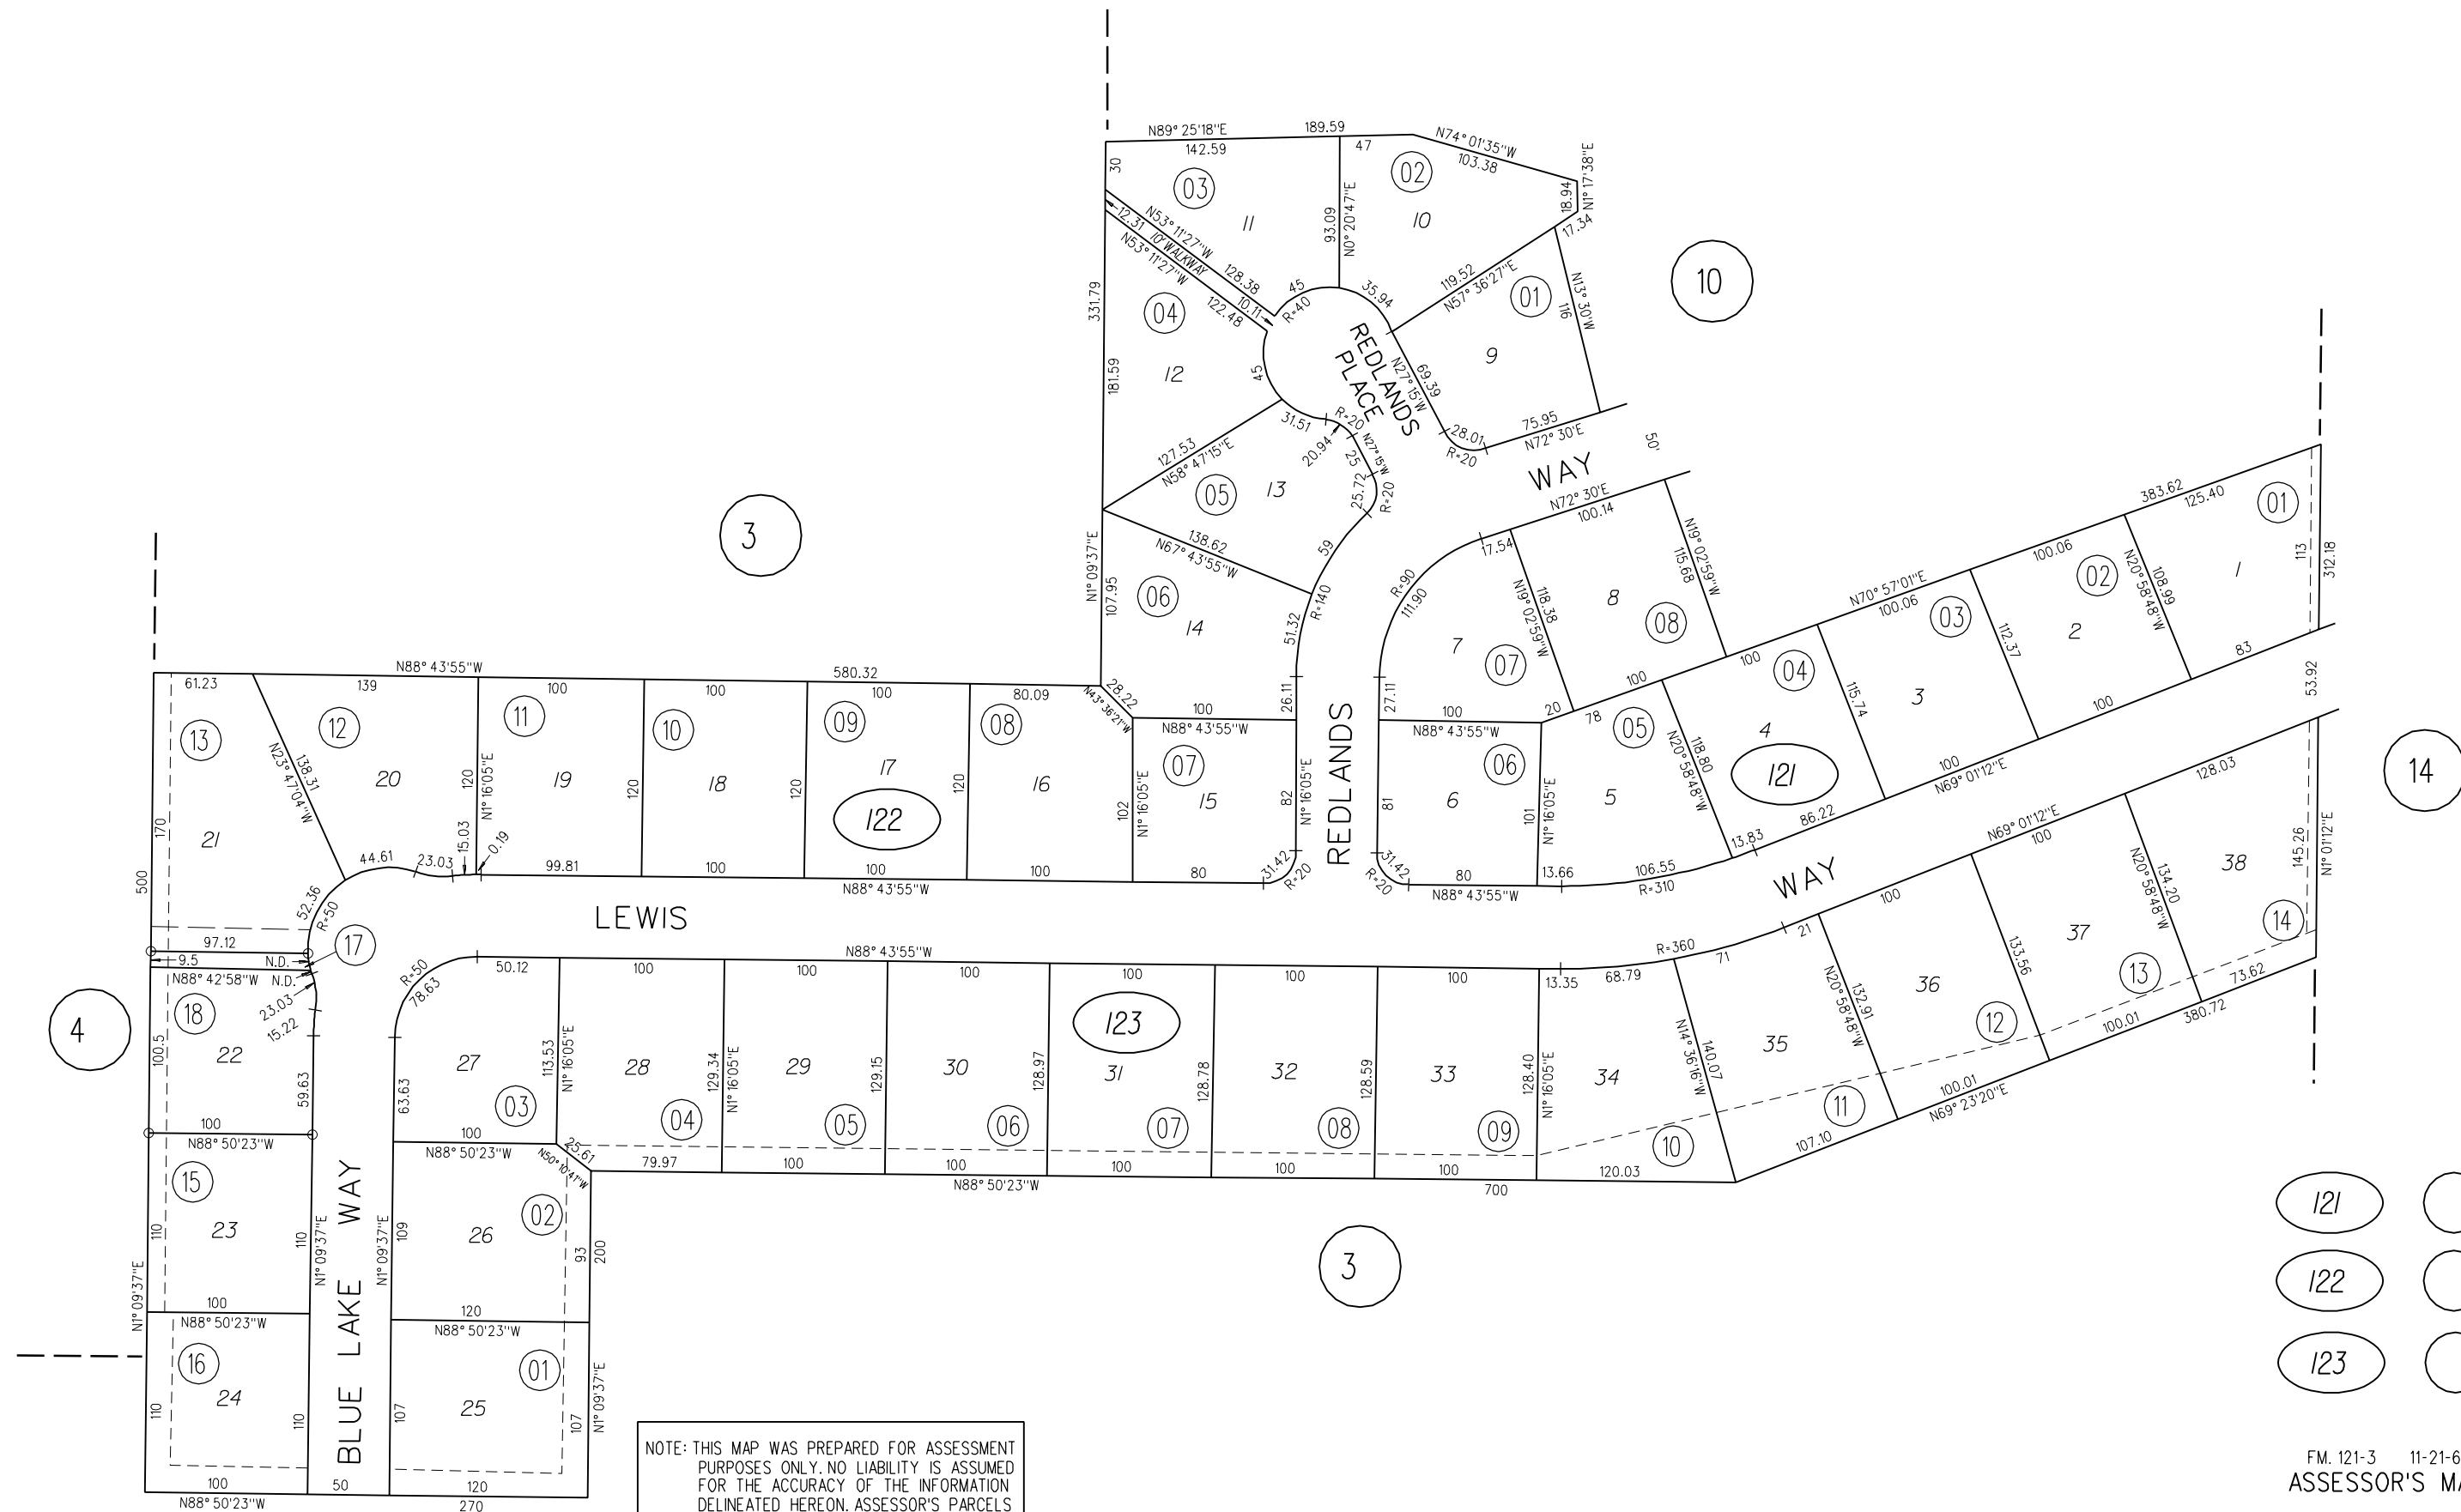 N89° 25'18"E
189.59
142.59
47
N74° 01'35"W
103.38
30
03
02
18.94
N1° 17'38"E
17.34
11
10
93.09
N0° 20'47"E
12.31
N53° 11'27"W
10' WALKWAY
N53° 11'27"W
128.38
122.48
10.11
45
R=40
35.94
119.52
N57° 36'27"E
01
N13° 30'W
116
10
331.79
04
12
181.59
45
REDLANDS
PLACE
N27° 15'W
69.39
9
31.51
R=20
20.94
25
N27° 15'W
28.01
R=20
75.95
N72° 30'E
50'
127.53
N58° 47'15"E
05
13
25.72
R=20
WAY
N72° 30'E
100.14
383.62
125.40
01
3
138.62
N67° 43'55"W
59
17.54
N19° 02'59"W
115.68
100.06
N20° 58'48"W
108.99
113
312.18
1
N1° 09'37"E
107.95
06
14
R=140
51.32
R=90
111.90
118.38
N19° 02'59"W
8
08
N70° 57'01"E
100.06
03
02
2
112.37
83
7
07
N88° 43'55"W
580.32
61.23
139
100
100
100
80.09
28.22
N43° 36'21"W
26.11
27.11
100
100
100
N88° 43'55"W
100
N88° 43'55"W
20
78
04
3
115.74
100
53.92
13
12
11
10
09
08
07
06
05
4
121
N20° 58'48"W
118.80
N23° 47'04"W
138.31
20
120
N1° 16'05"E
19
120
18
120
17
122
120
16
102
N1° 16'05"E
15
82
N1° 16'05"E
REDLANDS
81
6
101
N1° 16'05"E
5
100
N69° 01'12"E
86.22
13.83
128.03
14
170
21
500
44.61
23.03
15.03
0.19
99.81
100
100
100
80
N88° 43'55"W
31.42
R=20
31.42
R=20
80
N88° 43'55"W
13.66
106.55
R=310
WAY
N69° 01'12"E
100
N20° 58'48"W
134.20
38
145.26
N1° 01'12"E
52.36
R=50
LEWIS
100
17
97.12
9.5
N.D.
N88° 42'58"W
N.D.
R=50
78.63
50.12
N88° 43'55"W
100
100
100
100
100
100
13.35
68.79
R=360
71
21
133.56
37
13
14
4
18
23.03
15.22
100.5
22
59.63
63.63
27
113.53
N1° 16'05"E
28
129.34
N1° 16'05"E
29
129.15
30
128.97
123
31
128.78
32
128.59
33
128.40
N1° 16'05"E
34
N14° 36'16"W
140.07
35
N20° 58'48"W
132.91
36
12
73.62
380.72
100.01
03
04
05
06
07
08
09
10
11
100.01
N69° 23'20"E
107.10
100
N88° 50'23"W
100
N88° 50'23"W
25.61
N50° 10'41"W
79.97
100
100
100
100
N88° 50'23"W
700
120.03
15
23
110
110
N1° 09'37"E
WAY
N1° 09'37"E
109
26
02
93
200
3
121
122
123
N1° 09'37"E
100
N88° 50'23"W
120
N88° 50'23"W
16
24
110
110
BLUE LAKE
107
25
01
107
N1° 09'37"E
100
N88° 50'23"W
50
120
270
NOTE: THIS MAP WAS PREPARED FOR ASSESSMENT
PURPOSES ONLY. NO LIABILITY IS ASSUMED
FOR THE ACCURACY OF THE INFORMATION
DELINEATED HEREON. ASSESSOR'S PARCELS
FM. 121-3 11-21-6
ASSESSOR'S MA